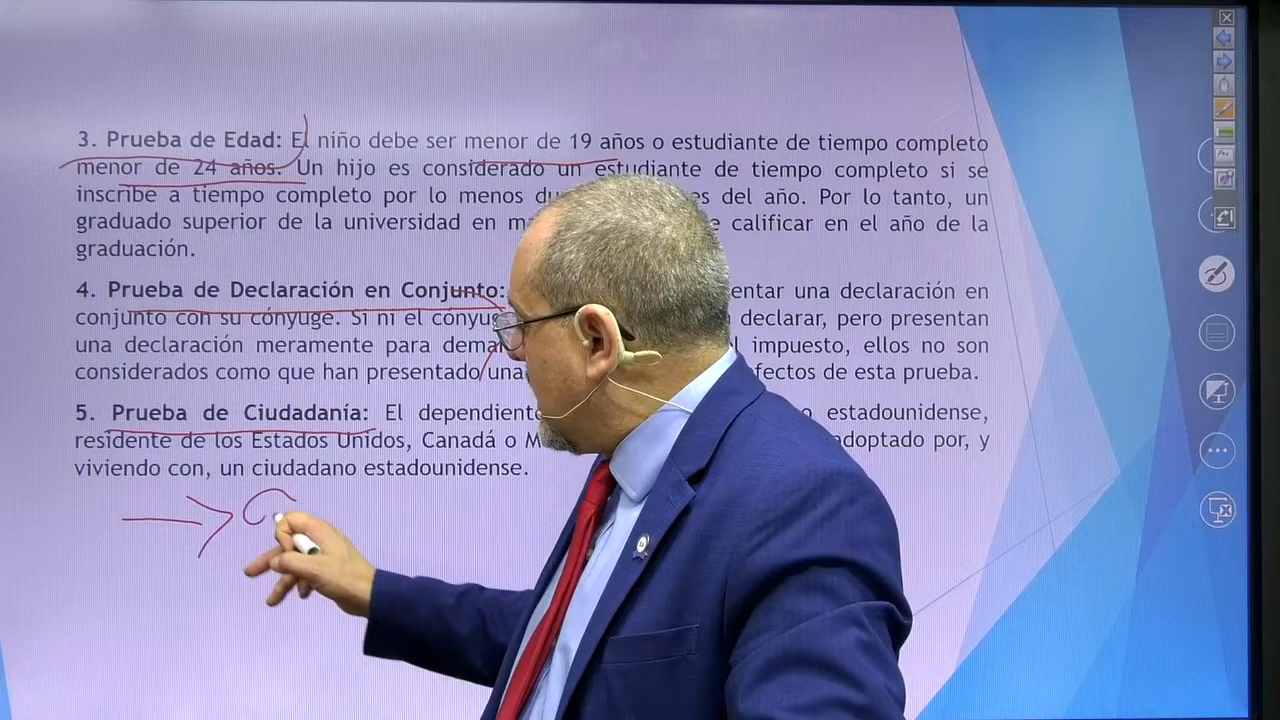 3. Prueba de Edad: El niño debe ser menor de 19 años o estudiante de tiempo completo
menor de 24 años. Un hijo es considerado un estudiante de tiempo completo si se
inscribe a tiempo completo por lo menos es del año. Por lo tanto, un
graduado superior de la universidad en calificar en el año de la
graduación.
4. Prueba de Declaración en Conjunto: una declaración en
conjunto con su cónyuge. Si ni el declarar, pero presentan
una declaración meramente para impuesto, ellos no son
considerados como que han presentado una efectos de esta prueba.
5. Prueba de Ciudadanía: El estadounidense,
residente de los Estados Unidos, Canadá o adoptado por, y
viviendo con, un ciudadano estadounidense.